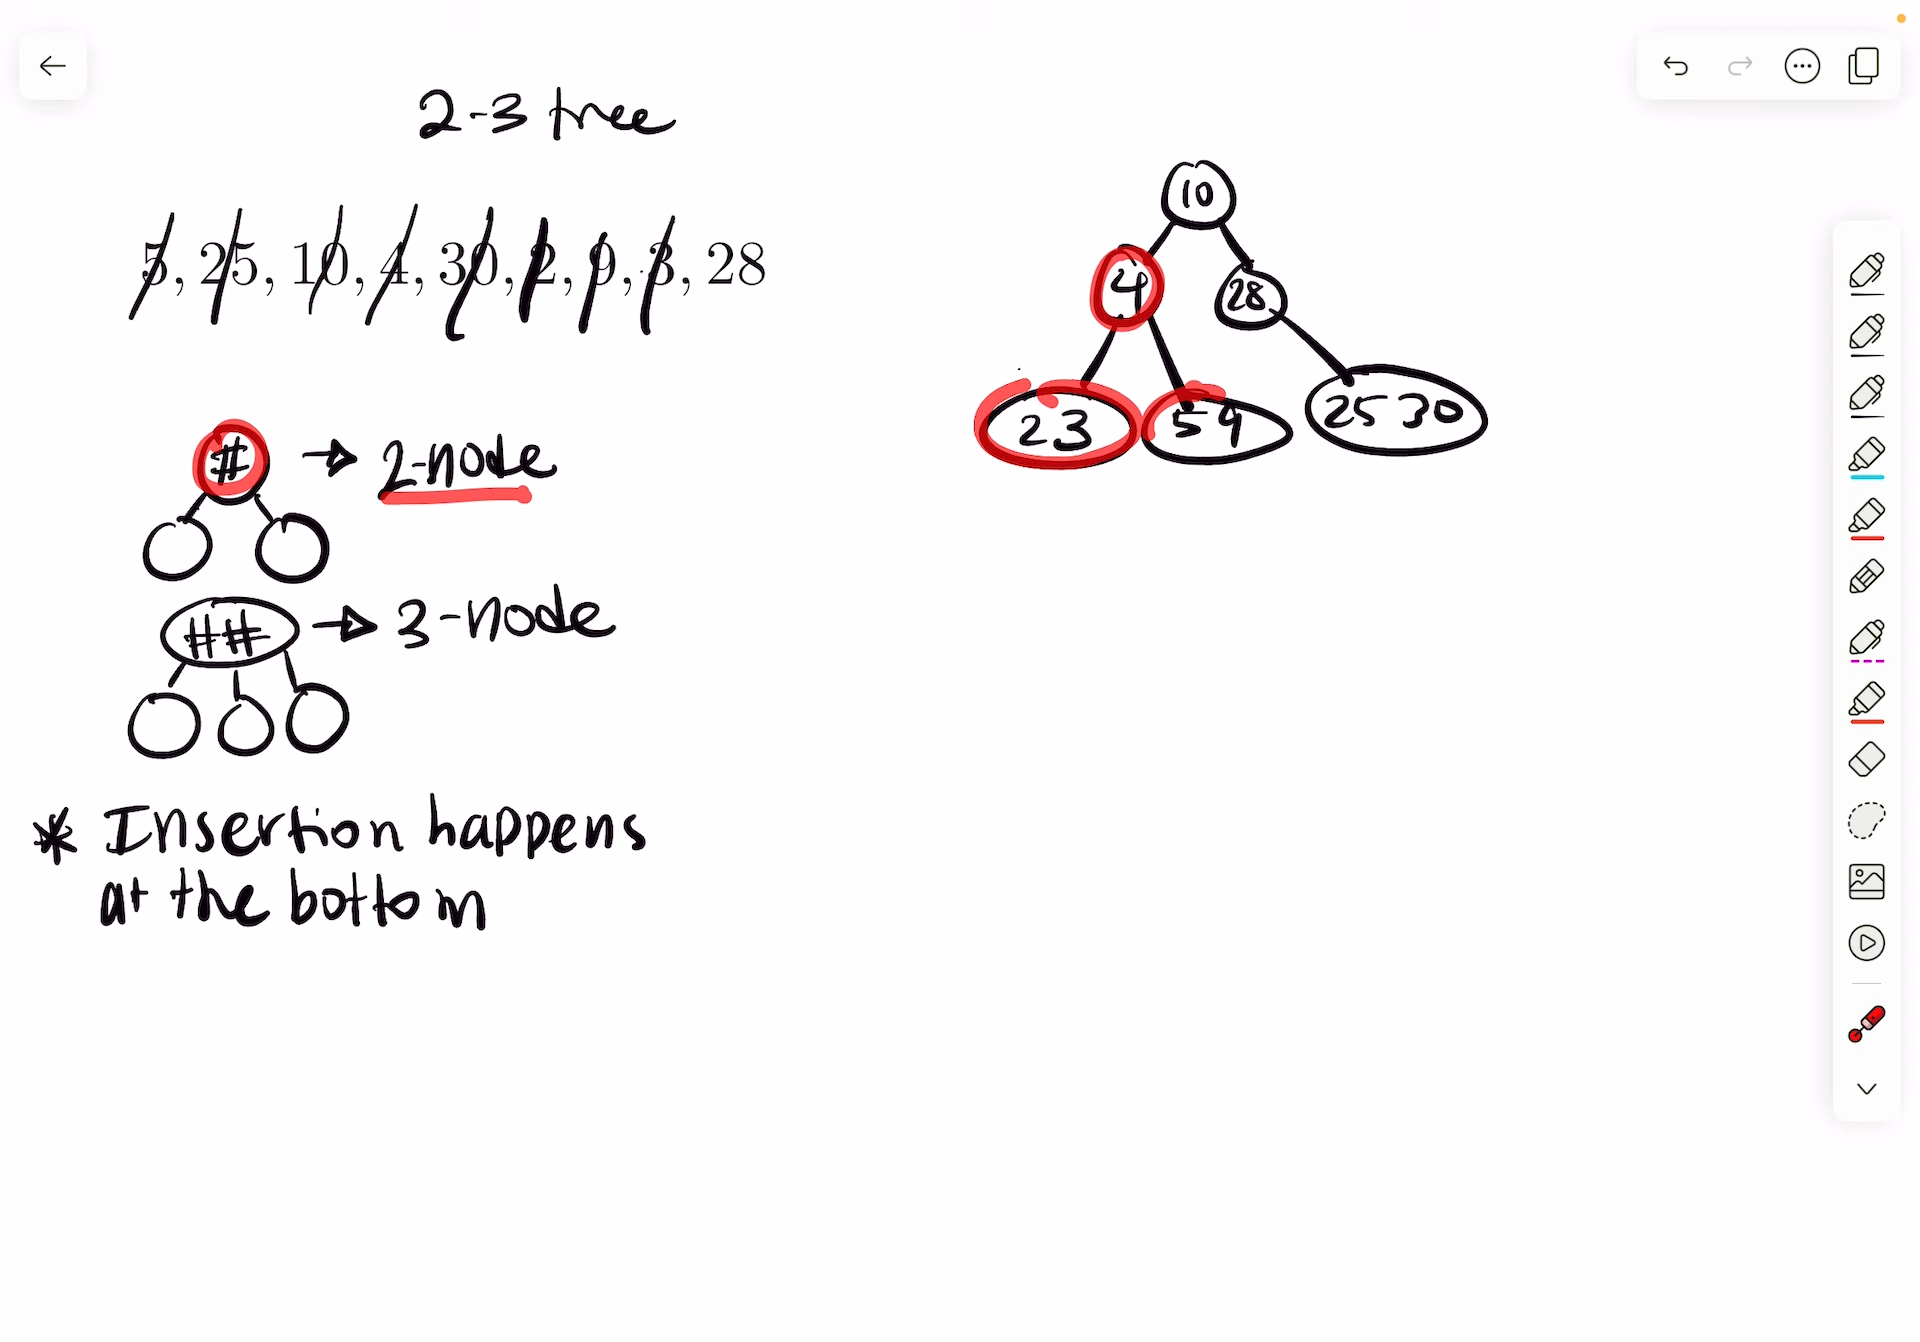 2-3 tree
5, 25, 10, 4, 30, 2, 9, 3, 28
# → 2-node
## → 3-node
* Insertion happens
at the bottom
10
4 28
2 3 5 9 25 30